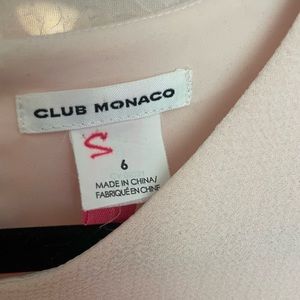 CLUB MONACO
S
6
MADE IN CHINA/
FABRIQUÉ EN CHINE